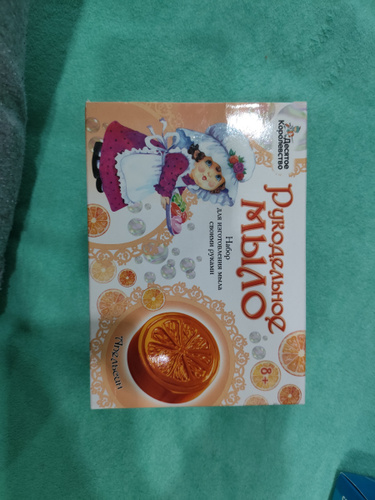 Десятое
Королевство
Рукодельное
МЫЛО
Набор
для изготовления мыла
своими руками
Апельсин
8+